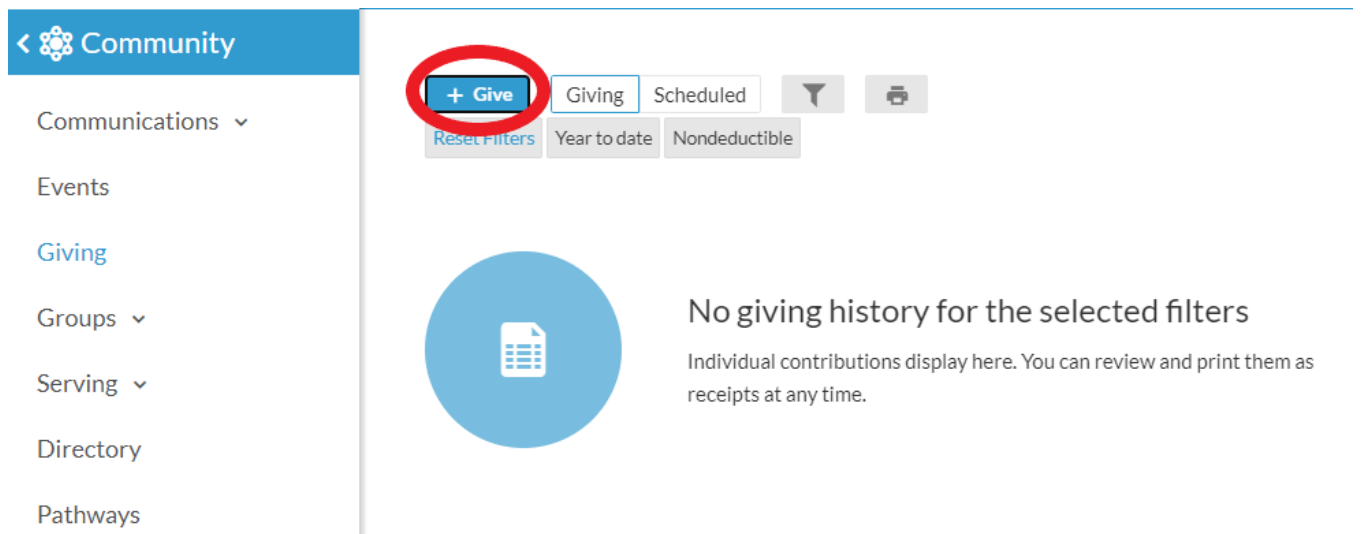 Community
Communications
Events
Giving
Groups
Serving
Directory
Pathways
+ Give
Giving
Scheduled
Reset Filters
Year to date
Nondeductible
No giving history for the selected filters
Individual contributions display here. You can review and print them as
receipts at any time.